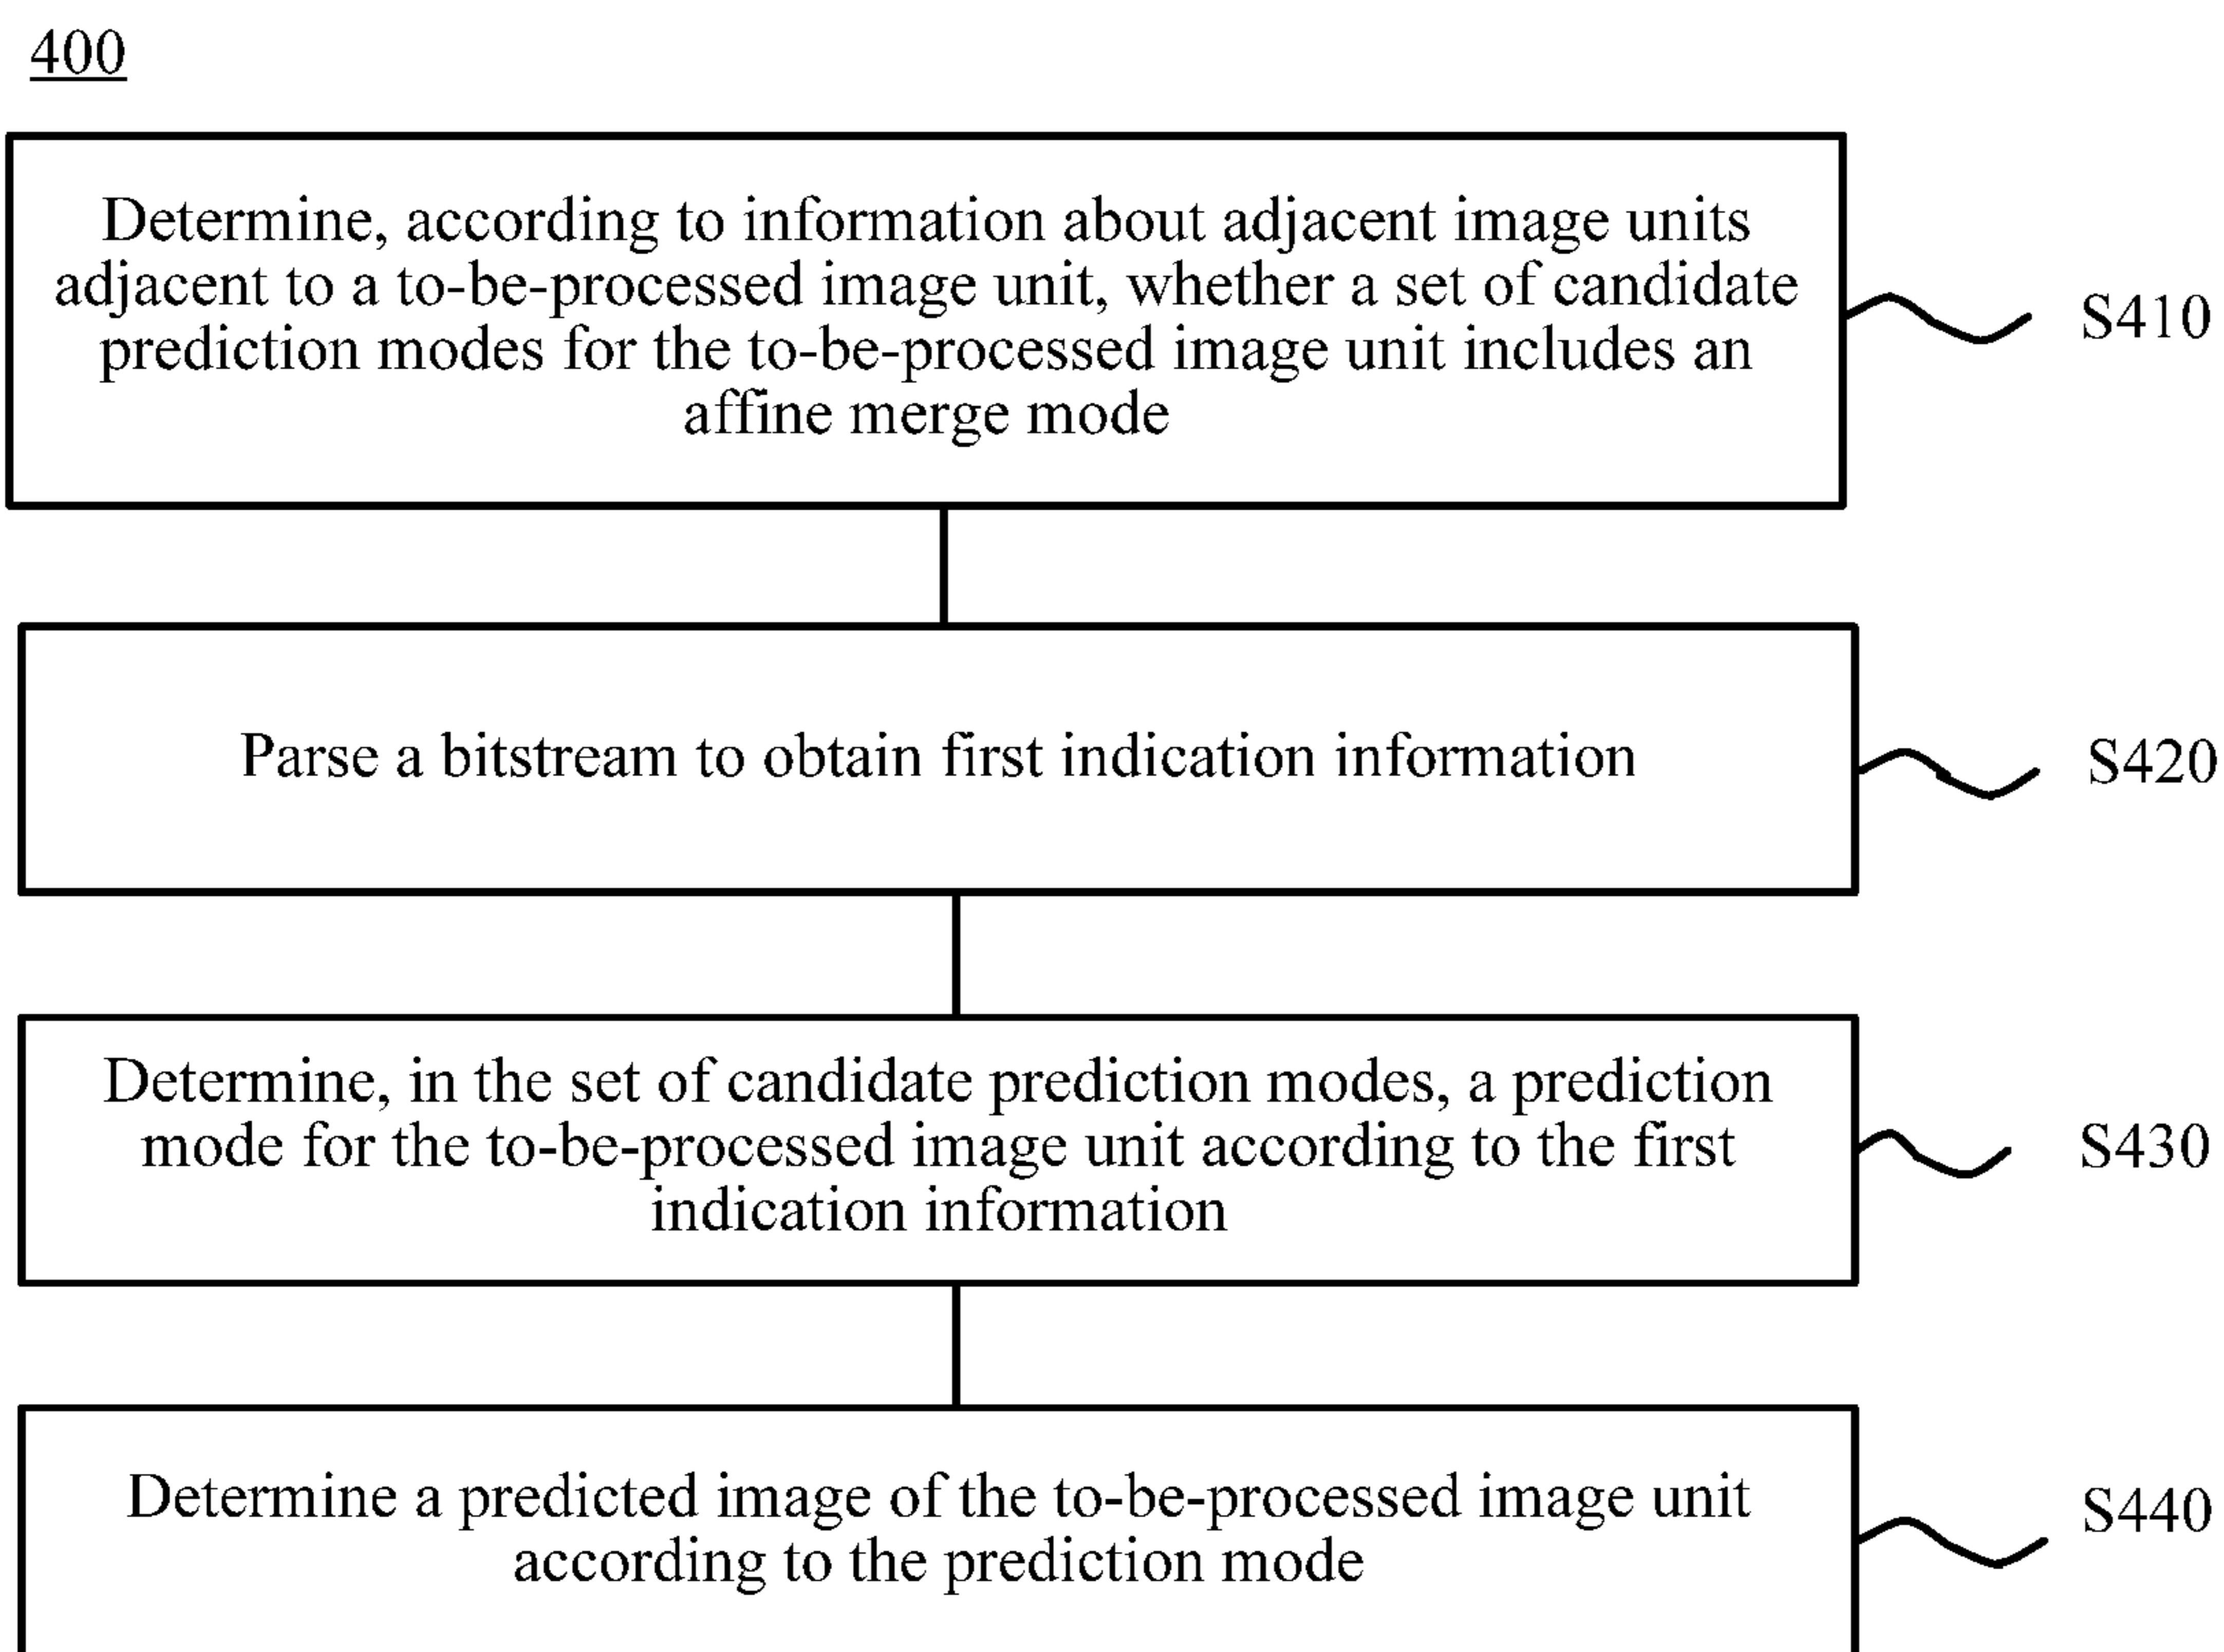 400
Determine, according to information about adjacent image units
adjacent to a to-be-processed image unit, whether a set of candidate
prediction modes for the to-be-processed image unit includes an
affine merge mode
S410
Parse a bitstream to obtain first indication information
S420
Determine, in the set of candidate prediction modes, a prediction
mode for the to-be-processed image unit according to the first
indication information
S430
Determine a predicted image of the to-be-processed image unit
according to the prediction mode
S440